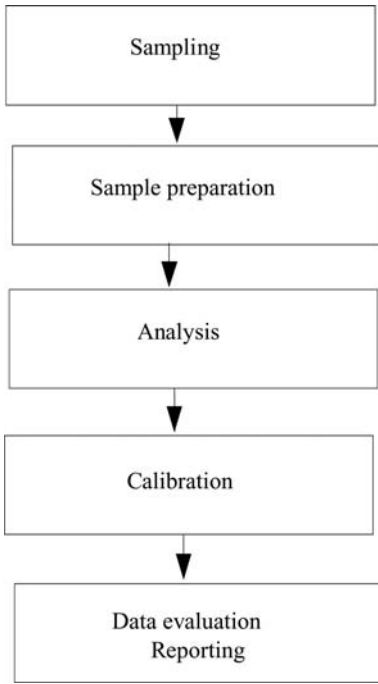 Sampling
Sample preparation
Analysis
Calibration
Data evaluation
Reporting